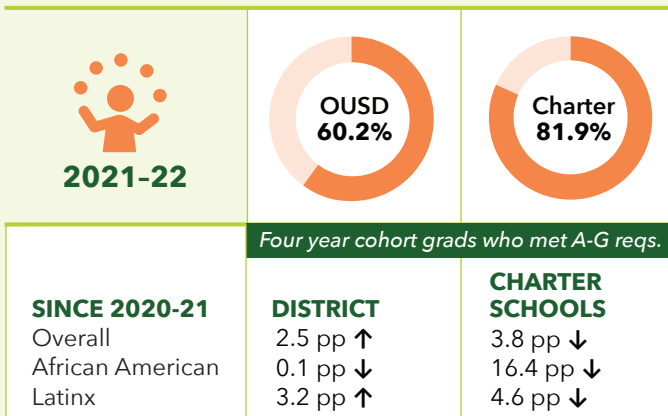 2021–22
OUSD
60.2%
Charter
81.9%
Four year cohort grads who met A-G reqs.
SINCE 2020-21
DISTRICT
CHARTER
SCHOOLS
Overall
2.5 pp ↑
3.8 pp ↓
African American
0.1 pp ↓
16.4 pp ↓
Latinx
3.2 pp ↑
4.6 pp ↓